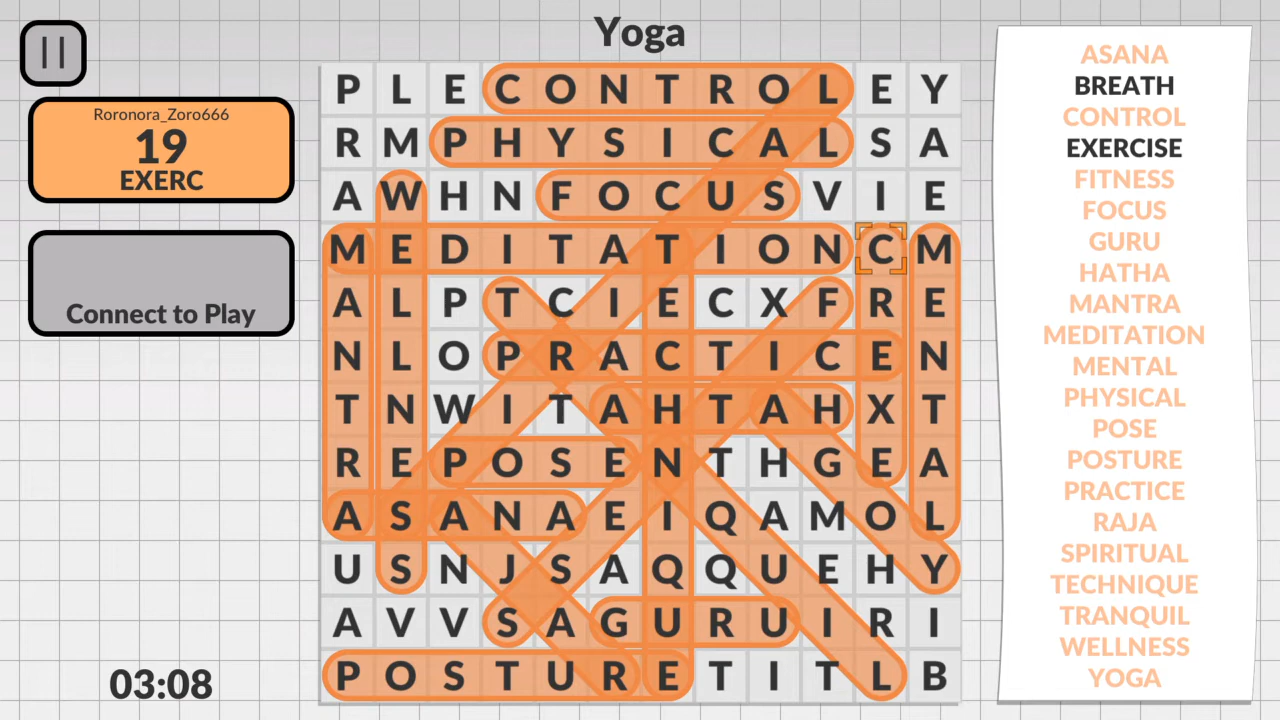 Yoga
Roronora_Zoro666
19
EXERC
Connect to Play
03:08
P L E C O N T R O L E Y
R M P H Y S I C A L S A
A W H N F O C U S V I E
M E D I T A T I O N C M
A L P T C I E C X F R E
N L O P R A C T I C E N
T N W I T A H T A H X T
R E P O S E N T H G E A
A S A N A E I Q A M O L
U S N J S A Q Q U E H Y
A V V S A G U R U I R I
P O S T U R E T I T L B
ASANA
BREATH
CONTROL
EXERCISE
FITNESS
FOCUS
GURU
HATHA
MANTRA
MEDITATION
MENTAL
PHYSICAL
POSE
POSTURE
PRACTICE
RAJA
SPIRITUAL
TECHNIQUE
TRANQUIL
WELLNESS
YOGA